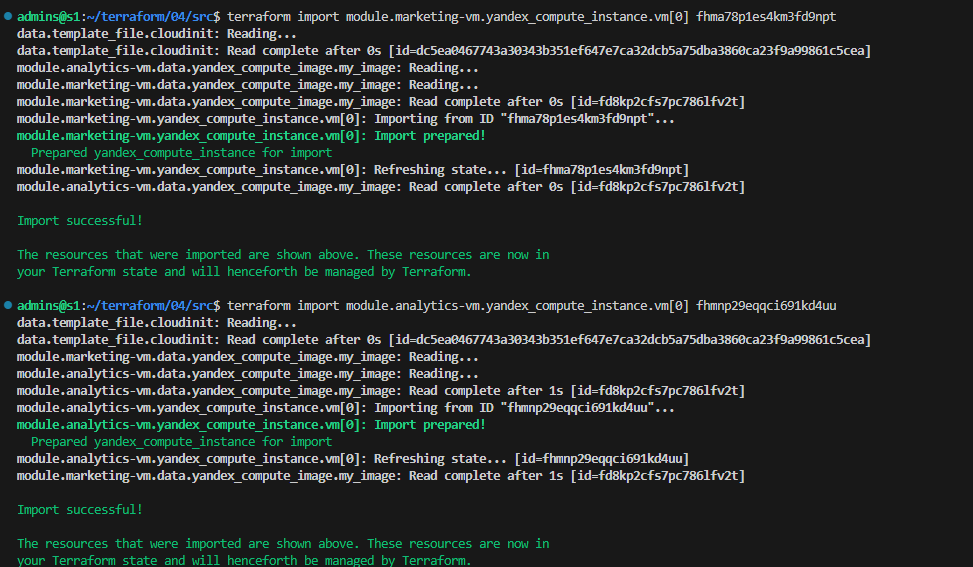 admins@s1:~/terraform/04/src$ terraform import module.marketing-vm.yandex_compute_instance.vm[0] fhma78p1es4km3fd9npt
data.template_file.cloudinit: Reading...
data.template_file.cloudinit: Read complete after 0s [id=dc5ea0467743a30343b351ef647e7ca32dcb5a75dba3860ca23f9a99861c5cea]
module.analytics-vm.data.yandex_compute_image.my_image: Reading...
module.marketing-vm.data.yandex_compute_image.my_image: Reading...
module.marketing-vm.data.yandex_compute_image.my_image: Read complete after 0s [id=fd8kp2cfs7pc786lfv2t]
module.marketing-vm.yandex_compute_instance.vm[0]: Importing from ID "fhma78p1es4km3fd9npt"...
module.marketing-vm.yandex_compute_instance.vm[0]: Import prepared!
  Prepared yandex_compute_instance for import
module.marketing-vm.yandex_compute_instance.vm[0]: Refreshing state... [id=fhma78p1es4km3fd9npt]
module.analytics-vm.data.yandex_compute_image.my_image: Read complete after 0s [id=fd8kp2cfs7pc786lfv2t]
Import successful!
The resources that were imported are shown above. These resources are now in
your Terraform state and will henceforth be managed by Terraform.
admins@s1:~/terraform/04/src$ terraform import module.analytics-vm.yandex_compute_instance.vm[0] fhmnp29eqqci691kd4uu
data.template_file.cloudinit: Reading...
data.template_file.cloudinit: Read complete after 0s [id=dc5ea0467743a30343b351ef647e7ca32dcb5a75dba3860ca23f9a99861c5cea]
module.marketing-vm.data.yandex_compute_image.my_image: Reading...
module.analytics-vm.data.yandex_compute_image.my_image: Reading...
module.analytics-vm.data.yandex_compute_image.my_image: Read complete after 1s [id=fd8kp2cfs7pc786lfv2t]
module.analytics-vm.yandex_compute_instance.vm[0]: Importing from ID "fhmnp29eqqci691kd4uu"...
module.analytics-vm.yandex_compute_instance.vm[0]: Import prepared!
  Prepared yandex_compute_instance for import
module.analytics-vm.yandex_compute_instance.vm[0]: Refreshing state... [id=fhmnp29eqqci691kd4uu]
module.marketing-vm.data.yandex_compute_image.my_image: Read complete after 1s [id=fd8kp2cfs7pc786lfv2t]
Import successful!
The resources that were imported are shown above. These resources are now in
your Terraform state and will henceforth be managed by Terraform.